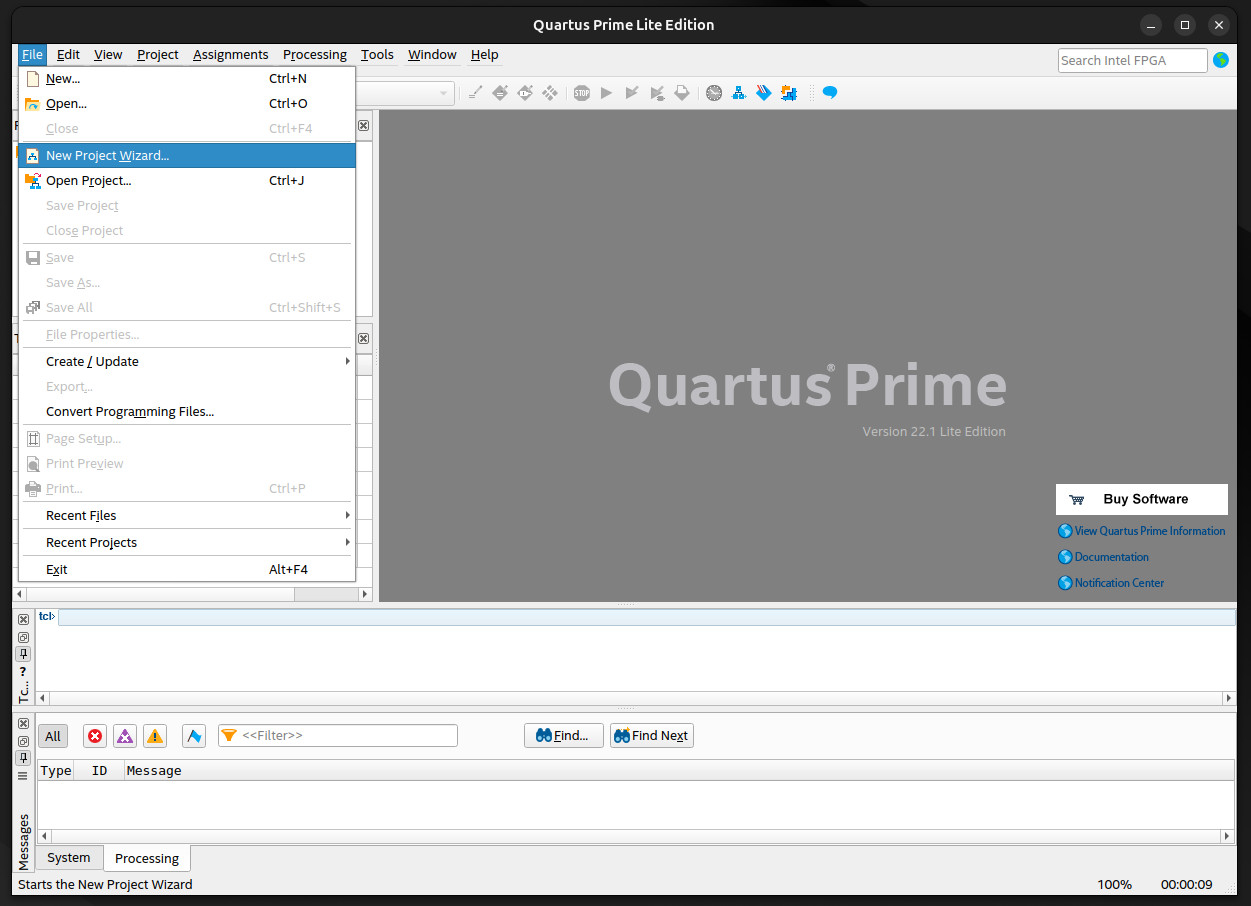 Quartus Prime Lite Edition
File Edit View Project Assignments Processing Tools Window Help
Search Intel FPGA
New... Ctrl+N
Open... Ctrl+O
Close Ctrl+F4
New Project Wizard...
Open Project... Ctrl+J
Save Project
Close Project
Save Ctrl+S
Save As...
Save All Ctrl+Shift+S
File Properties...
Create / Update
Export...
Convert Programming Files...
Page Setup...
Print Preview
Print... Ctrl+P
Recent Files
Recent Projects
Exit Alt+F4
STOP
Quartus® Prime
Version 22.1 Lite Edition
Buy Software
View Quartus Prime Information
Documentation
Notification Center
tcl>
?
Tc...
All
<<Filter>>
Find...
Find Next
Type ID Message
Messages
System
Processing
Starts the New Project Wizard
100% 00:00:09